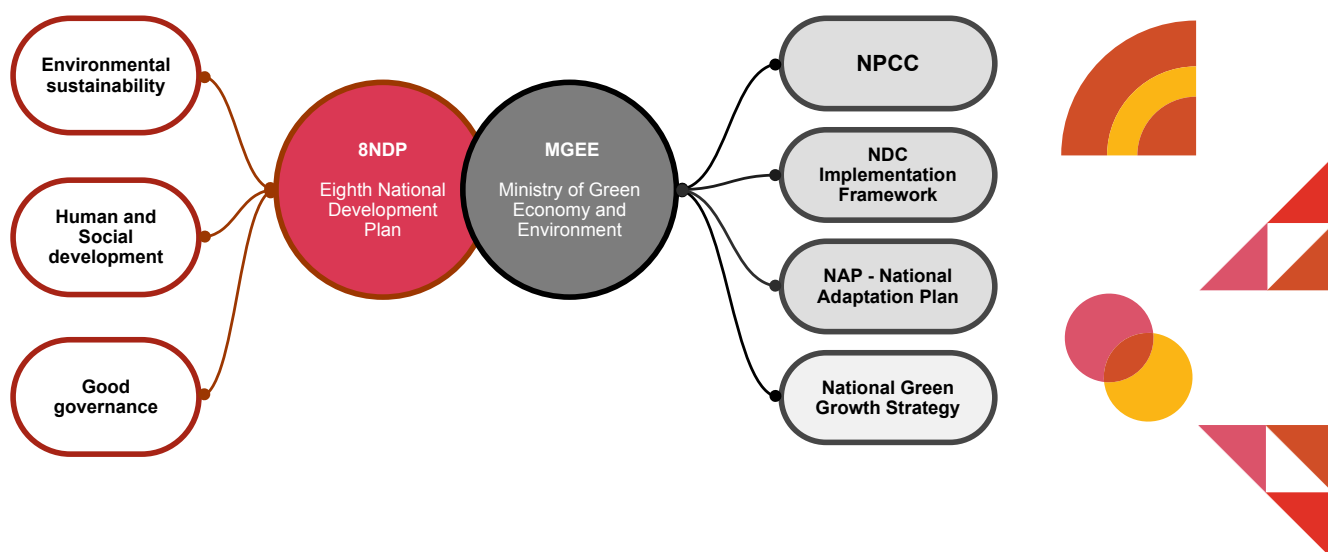 Environmental
sustainability
Human and
Social
development
Good
governance
8NDP
Eighth National
Development
Plan
MGEE
Ministry of Green
Economy and
Environment
NPCC
NDC
Implementation
Framework
NAP - National
Adaptation Plan
National Green
Growth Strategy